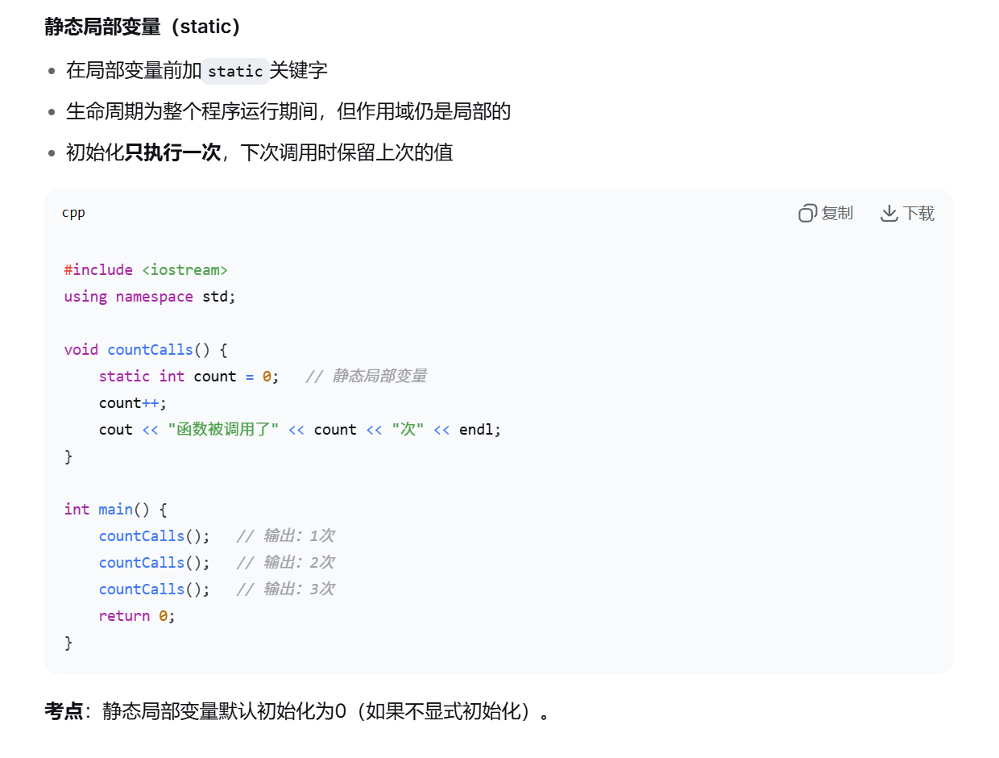 静态局部变量（static）
在局部变量前加 static 关键字
生命周期为整个程序运行期间，但作用域仍是局部的
初始化只执行一次，下次调用时保留上次的值
cpp
复制
下载
#include <iostream>
using namespace std;
void countCalls() {
    static int count = 0;   // 静态局部变量
    count++;
    cout << "函数被调用了" << count << "次" << endl;
}
int main() {
    countCalls();   // 输出：1次
    countCalls();   // 输出：2次
    countCalls();   // 输出：3次
    return 0;
}
考点：静态局部变量默认初始化为0（如果不显式初始化）。